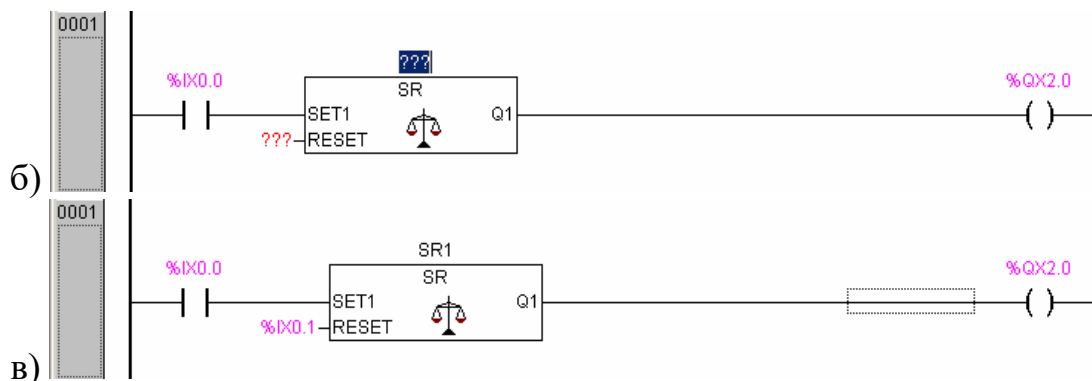 0001
???
%IX0.0
%QX2.0
SR
SET1
Q1
???
RESET
б)
0001
SR1
%IX0.0
%QX2.0
SR
SET1
Q1
%IX0.1
RESET
в)